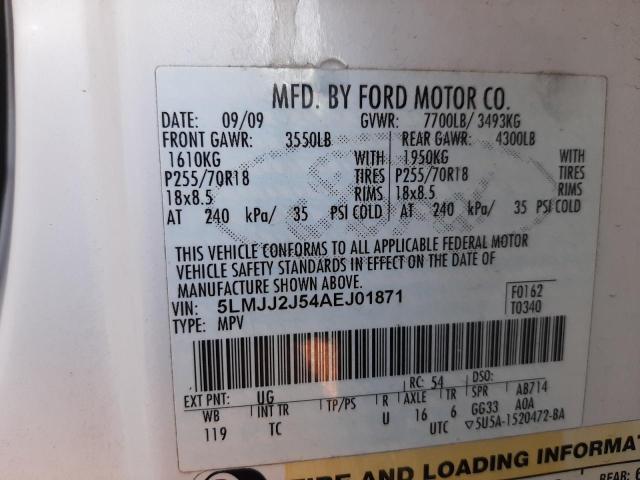 MFD. BY FORD MOTOR CO.
DATE: 09/09 GVWR: 7700LB/ 3493KG
FRONT GAWR: 3550LB REAR GAWR: 4300LB
1610KG WITH 1950KG WITH
P255/70R18 TIRES P255/70R18 TIRES
18x8.5 RIMS 18x8.5 RIMS
AT 240 kPa/ 35 PSI COLD AT 240 kPa/ 35 PSI COLD
THIS VEHICLE CONFORMS TO ALL APPLICABLE FEDERAL MOTOR
VEHICLE SAFETY STANDARDS IN EFFECT ON THE DATE OF
MANUFACTURE SHOWN ABOVE.
VIN: 5LMJJ2J54AEJ01871 F0162
TYPE: MPV T0340
EXT PNT: UG RC: 54 DSO:
WB INT TR TP/PS R AXLE TR SPR AB714
119 TC U 16 6 GG33 A0A
UTC ▽5U5A-1520472-BA
TIRE AND LOADING INFORMAT
REAR: